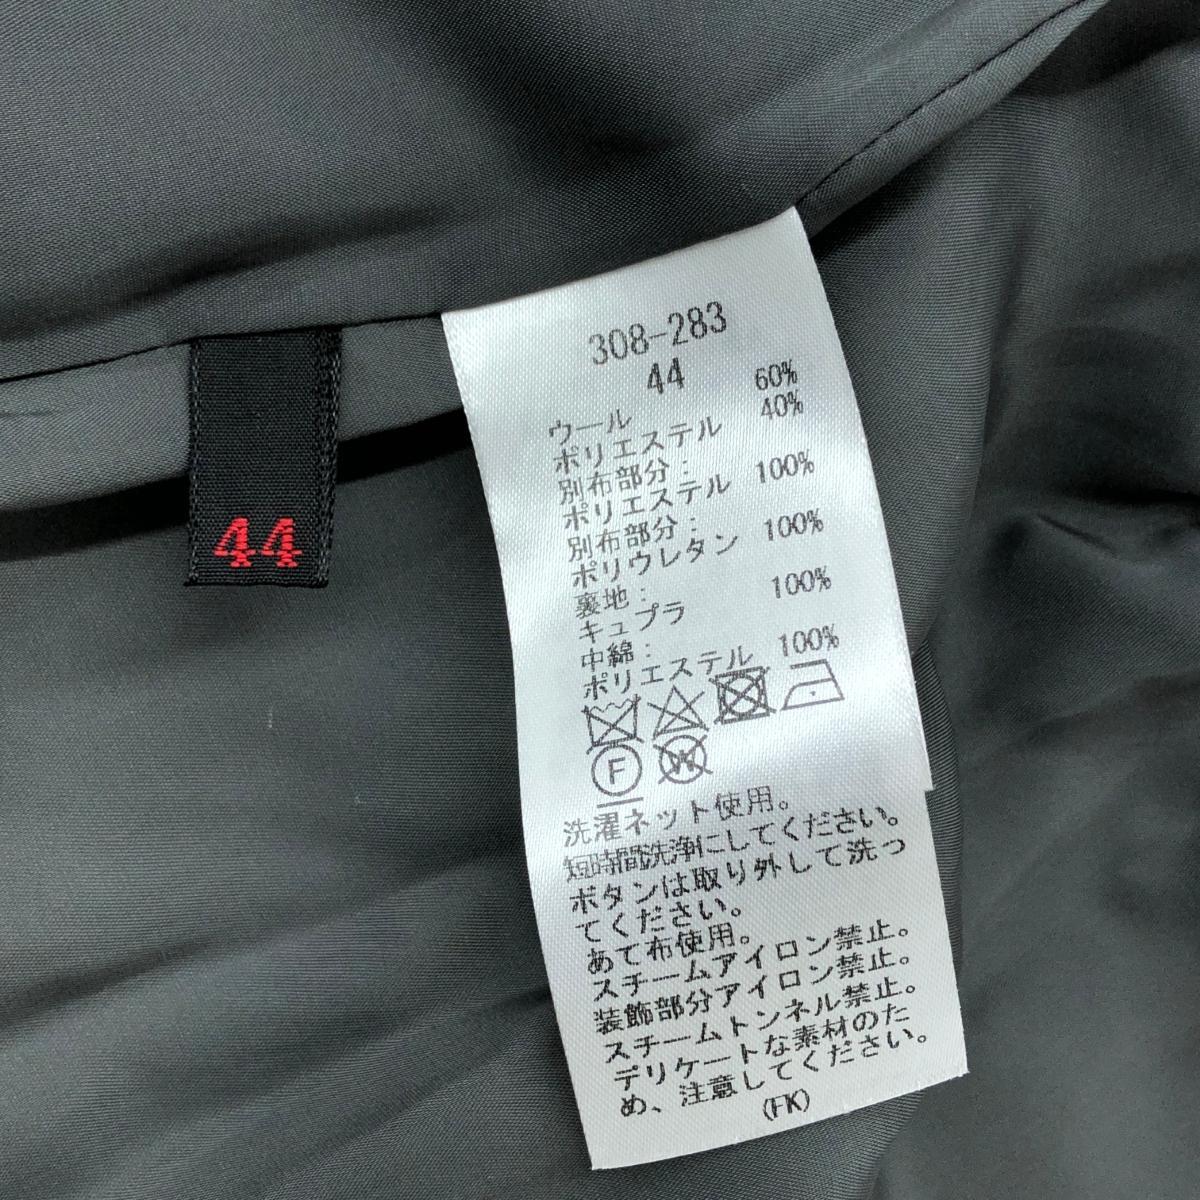 44
308-283
44
ウール 60%
ポリエステル 40%
別布部分:
ポリエステル 100%
別布部分:
ポリウレタン 100%
裏地:
キュプラ 100%
中綿:
ポリエステル 100%
F
W
洗濯ネット使用。
短時間洗浄にしてください。
ボタンは取り外して洗っ
てください。
あて布使用。
スチームアイロン禁止。
装飾部分アイロン禁止。
スチームトンネル禁止。
デリケートな素材のた
め、注意してください。
(FK)